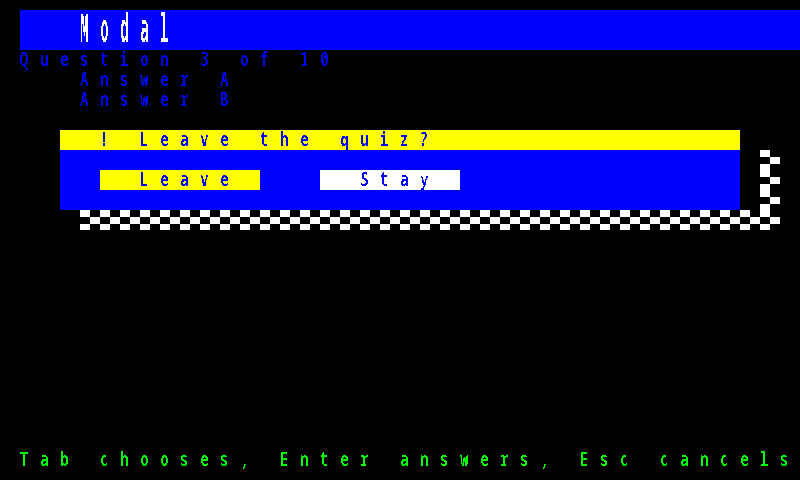 Modal
Question 3 of 10
Answer A
Answer B
! Leave the quiz?
Leave Stay
Tab chooses, Enter answers, Esc cancels